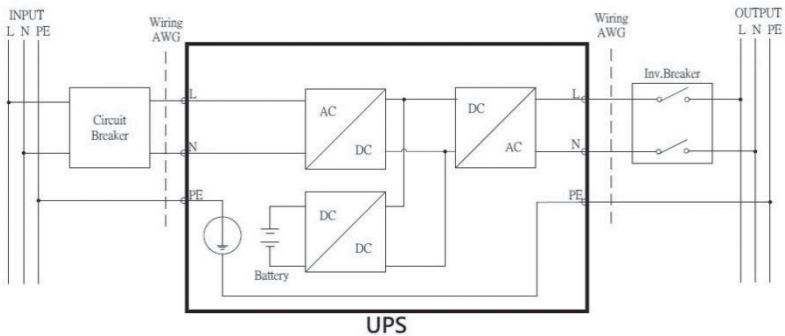 INPUT
L N PE
Wiring
AWG
Circuit
Breaker
L
N
PE
AC
DC
DC
DC
Battery
DC
AC
L
N
PE
Wiring
AWG
Inv.Breaker
OUTPUT
L N PE
UPS